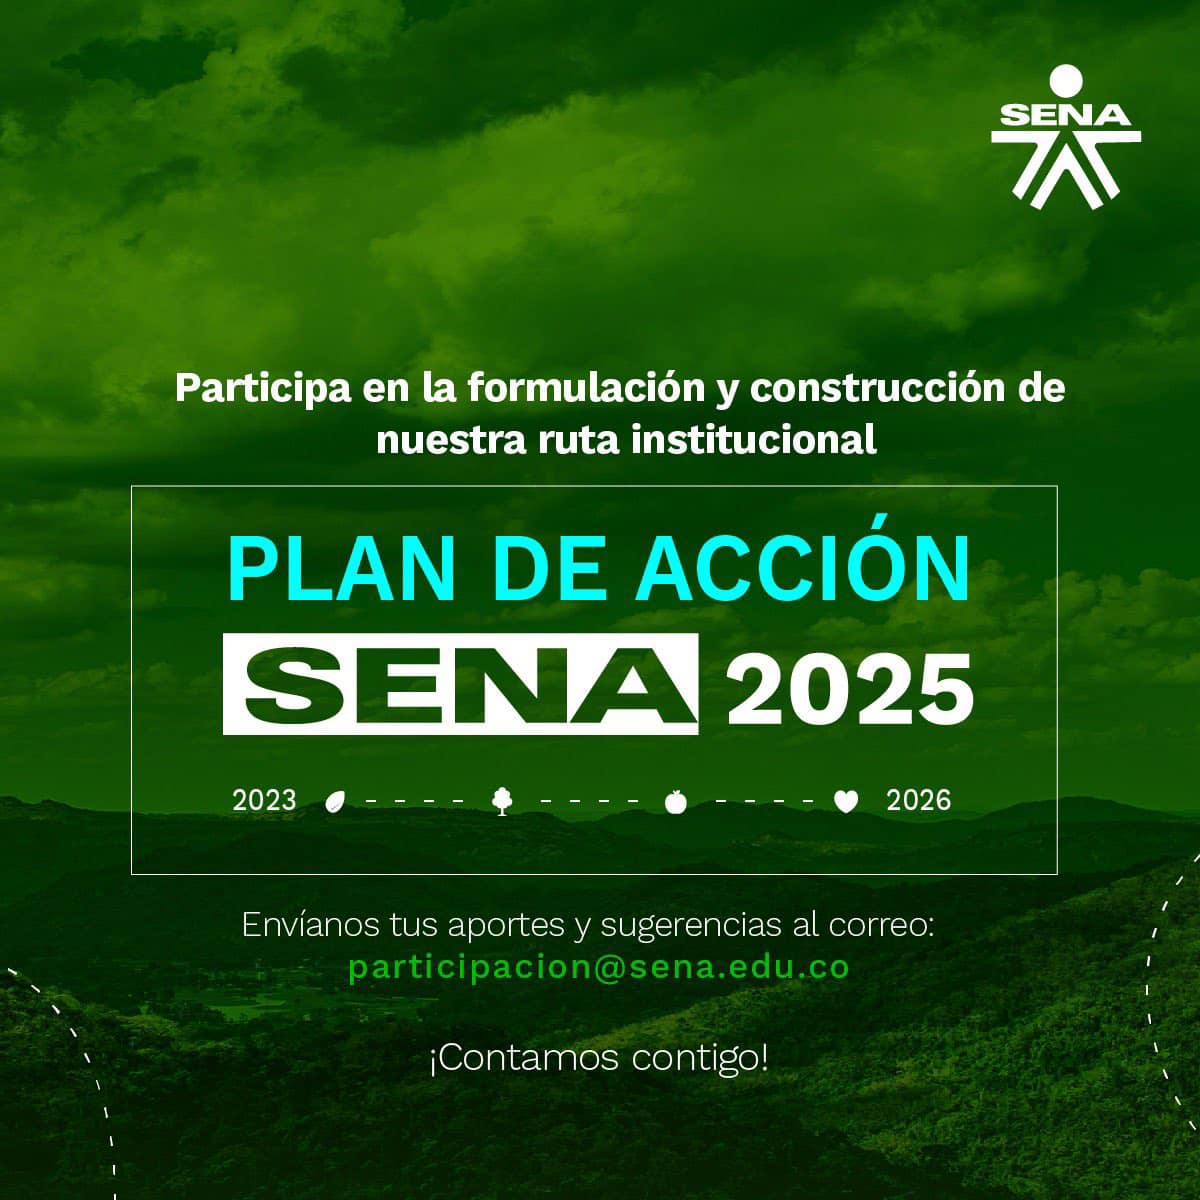 SENA
Participa en la formulación y construcción de
nuestra ruta institucional
PLAN DE ACCIÓN
SENA 2025
2023 2026
Envíanos tus aportes y sugerencias al correo:
participacion@sena.edu.co
¡Contamos contigo!